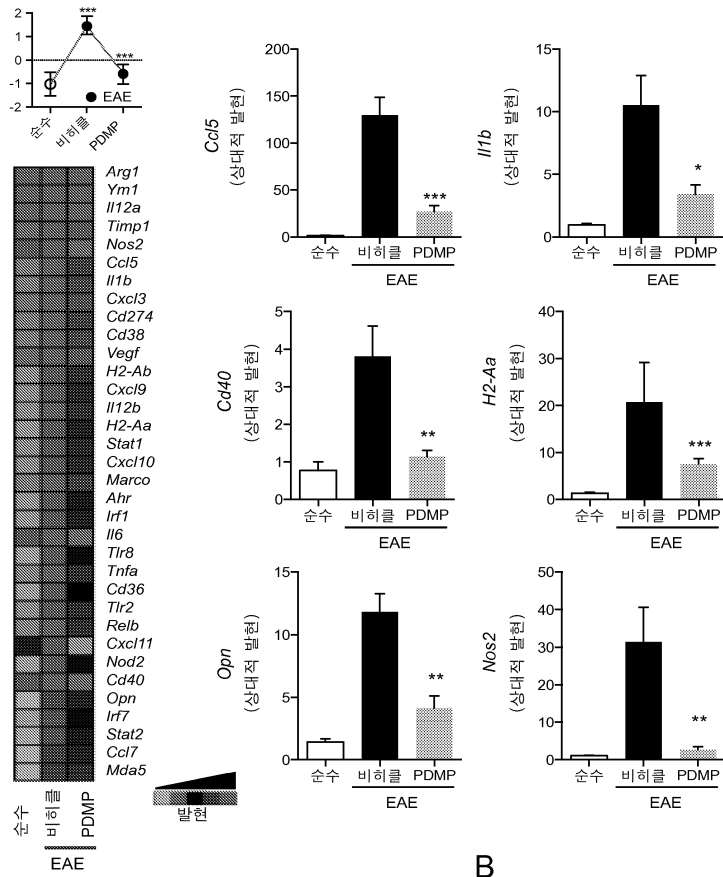 2
1
0
-1
-2
***
***
EAE
순수
비히클
PDMP
Arg1
Ym1
Il12a
Timp1
Nos2
Ccl5
Il1b
Cxcl3
Cd274
Cd38
Vegf
H2-Ab
Cxcl9
Il12b
H2-Aa
Stat1
Cxcl10
Marco
Ahr
Irf1
Il6
Tlr8
Tnfa
Cd36
Tlr2
Relb
Cxcl11
Nod2
Cd40
Opn
Irf7
Stat2
Ccl7
Mda5
순수
비히클
PDMP
EAE
발현
Ccl5
(상대적 발현)
200
150
100
50
0
***
순수
비히클
PDMP
EAE
Il1b
(상대적 발현)
15
10
5
0
*
순수
비히클
PDMP
EAE
Cd40
(상대적 발현)
5
4
3
2
1
0
**
순수
비히클
PDMP
EAE
H2-Aa
(상대적 발현)
40
30
20
10
0
***
순수
비히클
PDMP
EAE
Opn
(상대적 발현)
15
10
5
0
**
순수
비히클
PDMP
EAE
Nos2
(상대적 발현)
50
40
30
20
10
0
**
순수
비히클
PDMP
EAE
B